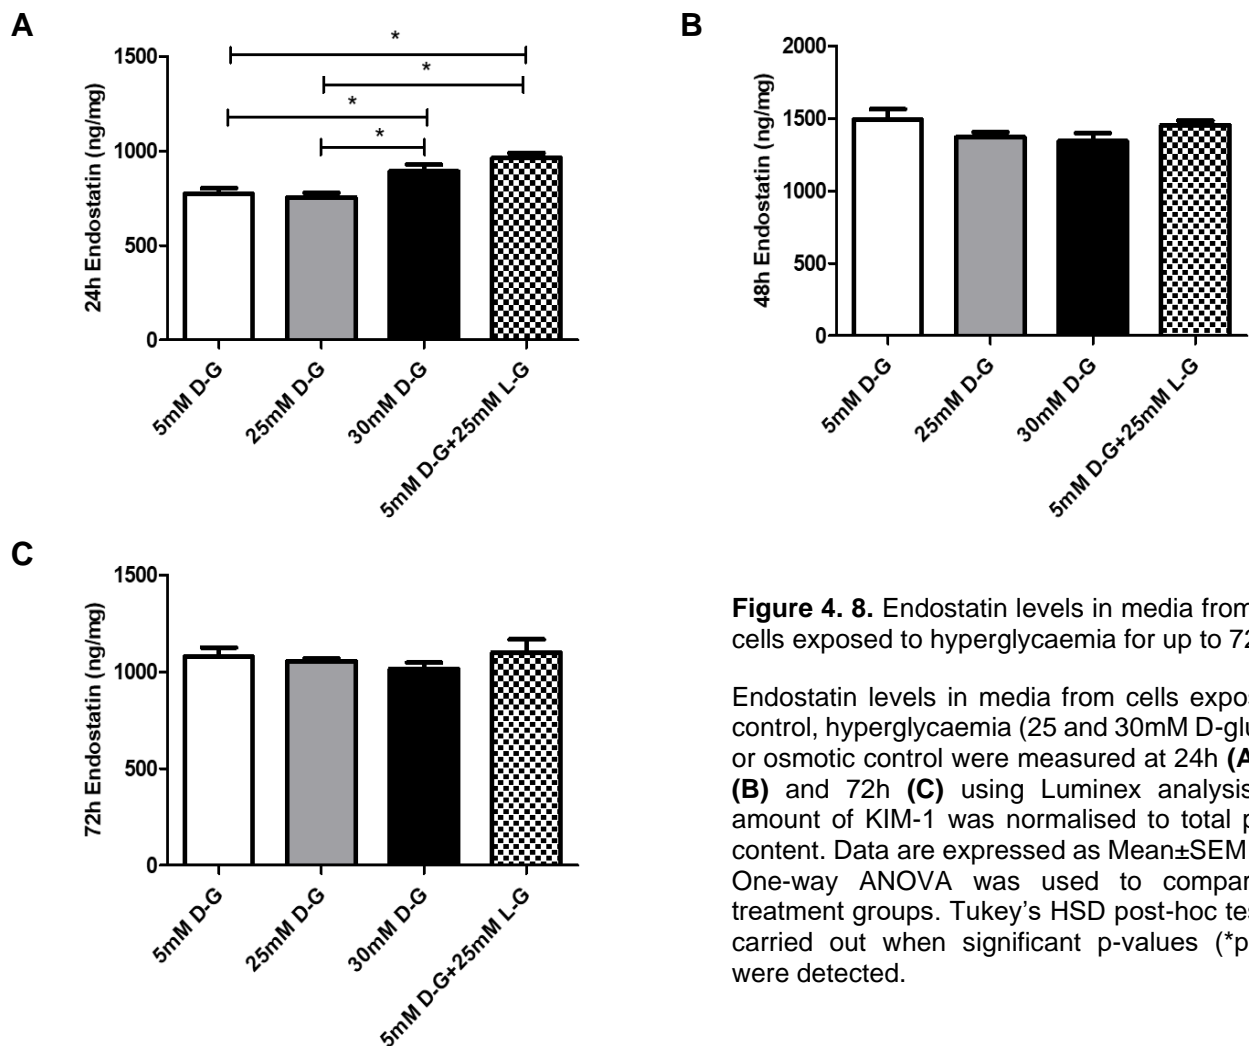 A
24h Endostatin (ng/mg)
1500
1000
500
0
*
*
*
*
5mM D-G
25mM D-G
30mM D-G
5mM D-G+25mM L-G
B
48h Endostatin (ng/mg)
2000
1500
1000
500
0
5mM D-G
25mM D-G
30mM D-G
5mM D-G+25mM L-G
C
72h Endostatin (ng/mg)
1500
1000
500
0
5mM D-G
25mM D-G
30mM D-G
5mM D-G+25mM L-G
Figure 4. 8. Endostatin levels in media from
cells exposed to hyperglycaemia for up to 72
Endostatin levels in media from cells expos
control, hyperglycaemia (25 and 30mM D-glu
or osmotic control were measured at 24h (A
(B) and 72h (C) using Luminex analysis
amount of KIM-1 was normalised to total p
content. Data are expressed as Mean±SEM
One-way ANOVA was used to compar
treatment groups. Tukey's HSD post-hoc tes
carried out when significant p-values (*p
were detected.